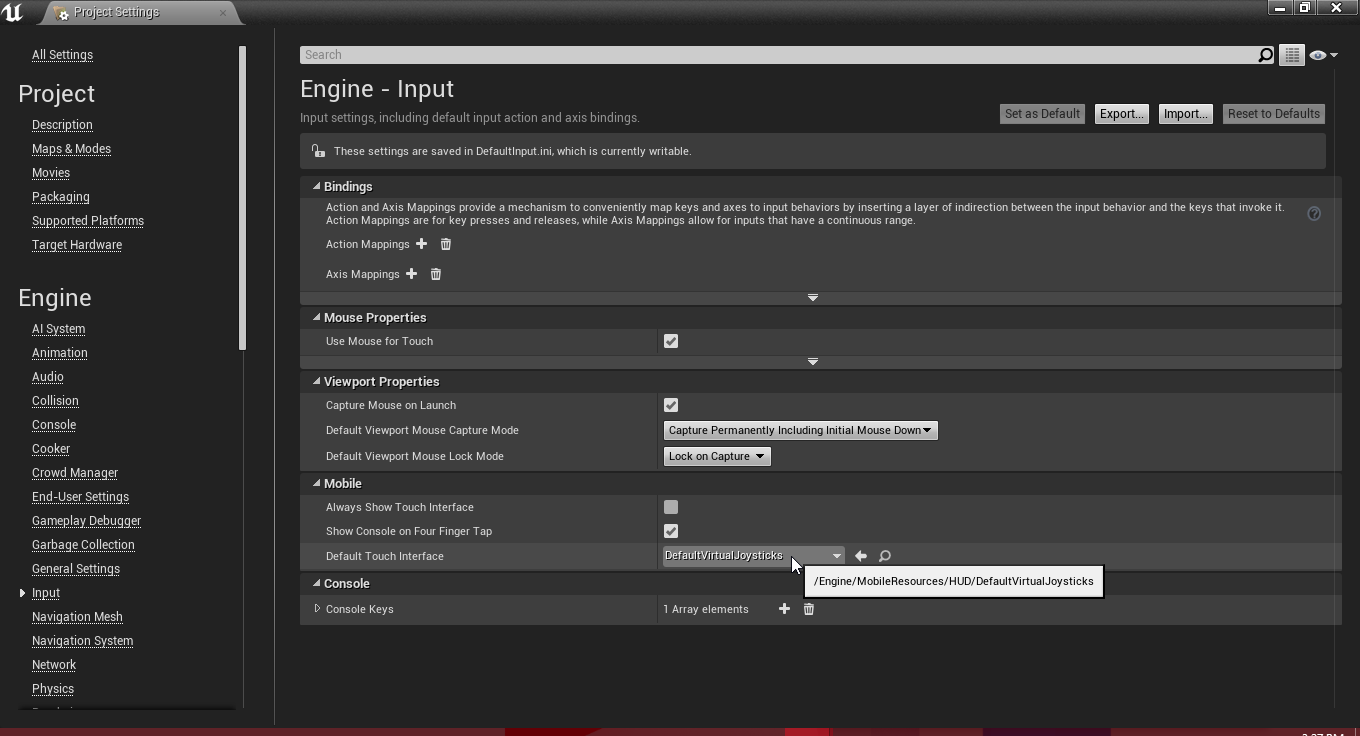 Project Settings
All Settings
Project
Description
Maps & Modes
Movies
Packaging
Supported Platforms
Target Hardware
Engine
AI System
Animation
Audio
Collision
Console
Cooker
Crowd Manager
End-User Settings
Gameplay Debugger
Garbage Collection
General Settings
Input
Navigation Mesh
Navigation System
Network
Physics
Search
Engine - Input
Input settings, including default input action and axis bindings.
Set as Default Export... Import... Reset to Defaults
These settings are saved in DefaultInput.ini, which is currently writable.
Bindings
Action and Axis Mappings provide a mechanism to conveniently map keys and axes to input behaviors by inserting a layer of indirection between the input behavior and the keys that invoke it.
Action Mappings are for key presses and releases, while Axis Mappings allow for inputs that have a continuous range.
Action Mappings
Axis Mappings
Mouse Properties
Use Mouse for Touch
Viewport Properties
Capture Mouse on Launch
Default Viewport Mouse Capture Mode Capture Permanently Including Initial Mouse Down
Default Viewport Mouse Lock Mode Lock on Capture
Mobile
Always Show Touch Interface
Show Console on Four Finger Tap
Default Touch Interface DefaultVirtualJoysticks
/Engine/MobileResources/HUD/DefaultVirtualJoysticks
Console
Console Keys 1 Array elements